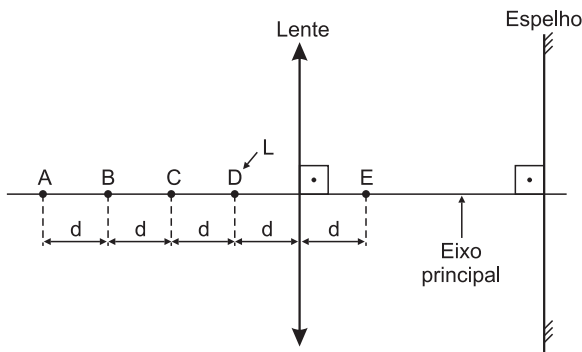 Lente
Espelho
L
A B C D E
d d d d d
Eixo
principal